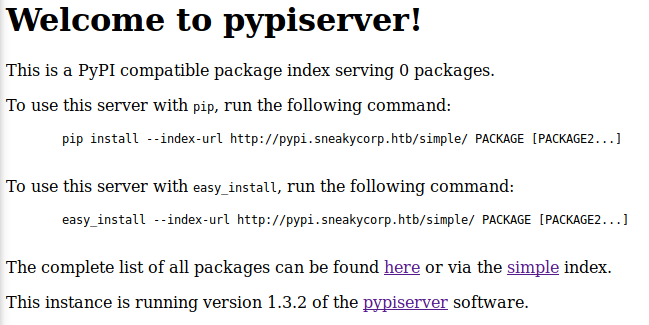 Welcome to pypiserver!
This is a PyPI compatible package index serving 0 packages.
To use this server with pip, run the following command:
pip install --index-url http://pypi.sneakycorp.htb/simple/ PACKAGE [PACKAGE2...]
To use this server with easy_install, run the following command:
easy_install --index-url http://pypi.sneakycorp.htb/simple/ PACKAGE [PACKAGE2...]
The complete list of all packages can be found here or via the simple index.
This instance is running version 1.3.2 of the pypiserver software.